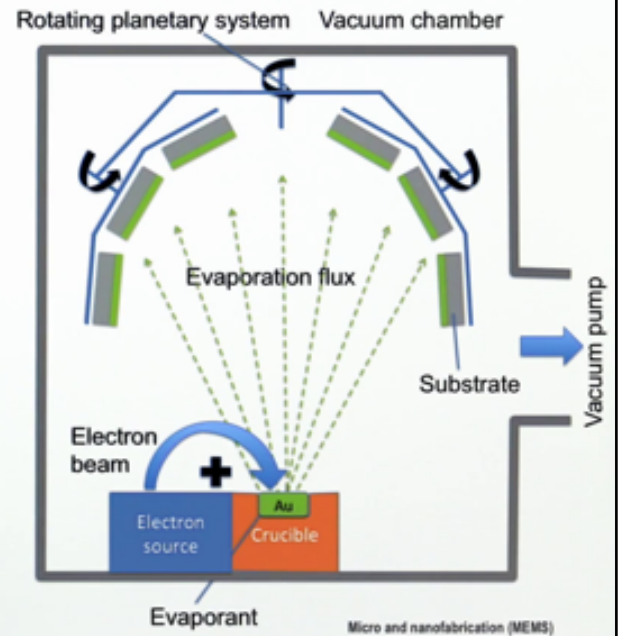 Rotating planetary system
Vacuum chamber
Evaporation flux
Substrate
Vacuum pump
Electron
beam
Au
Electron
source
Crucible
Evaporant
Micro and nanofabrication (MEMS)